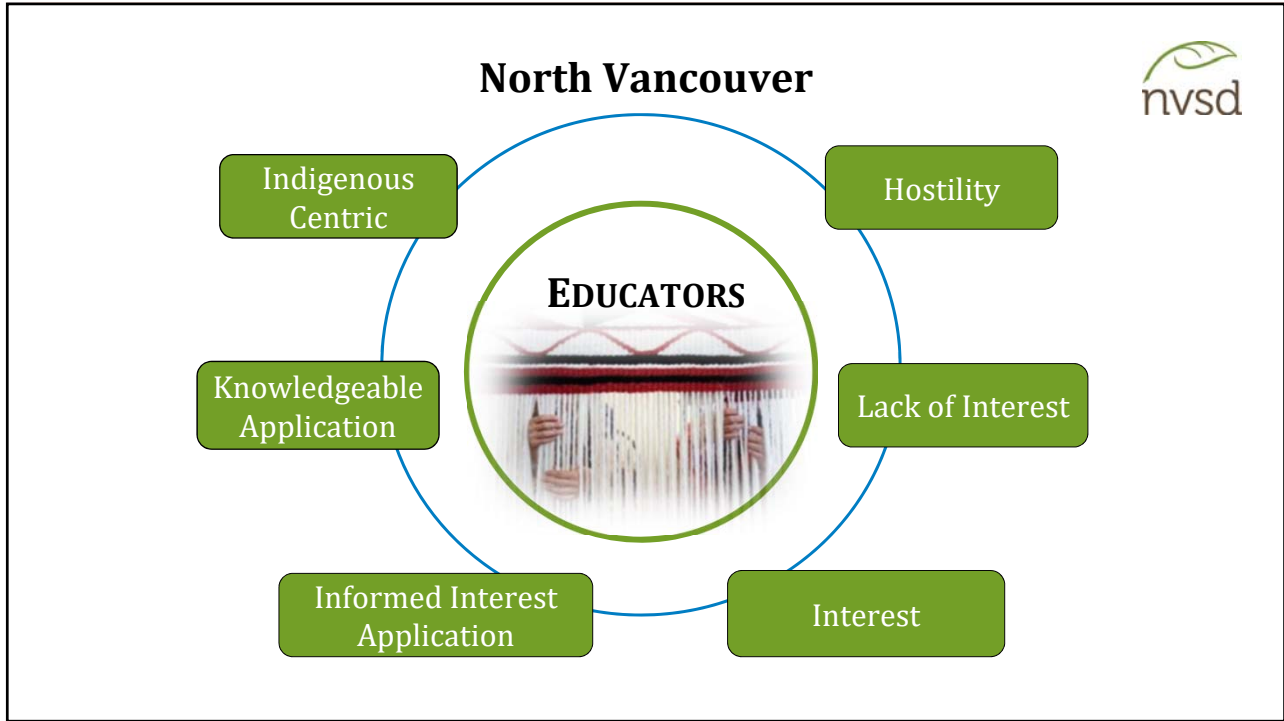 North Vancouver
nvsd
Indigenous
Centric
Hostility
EDUCATORS
Knowledgeable
Application
Lack of Interest
Informed Interest
Application
Interest